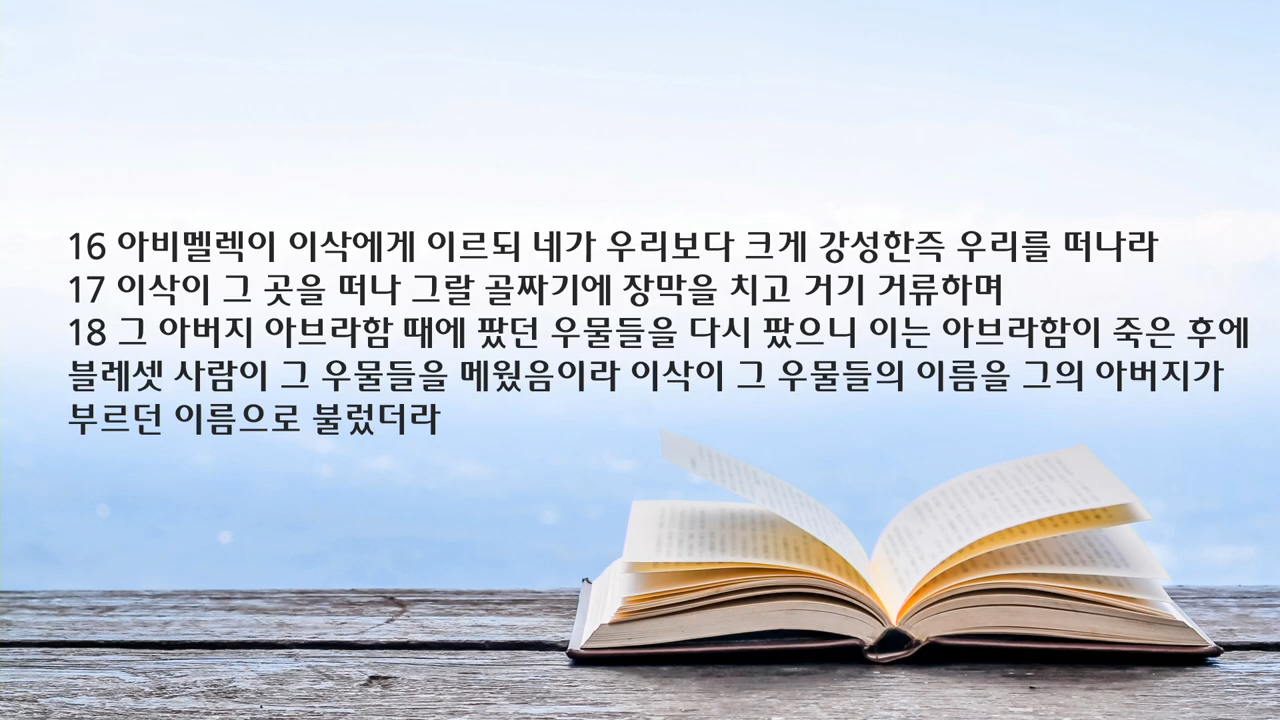 16 아비멜렉이 이삭에게 이르되 네가 우리보다 크게 강성한즉 우리를 떠나라
17 이삭이 그 곳을 떠나 그랄 골짜기에 장막을 치고 거기 거류하며
18 그 아버지 아브라함 때에 팠던 우물들을 다시 팠으니 이는 아브라함이 죽은 후에
블레셋 사람이 그 우물들을 메웠음이라 이삭이 그 우물들의 이름을 그의 아버지가
부르던 이름으로 불렀더라